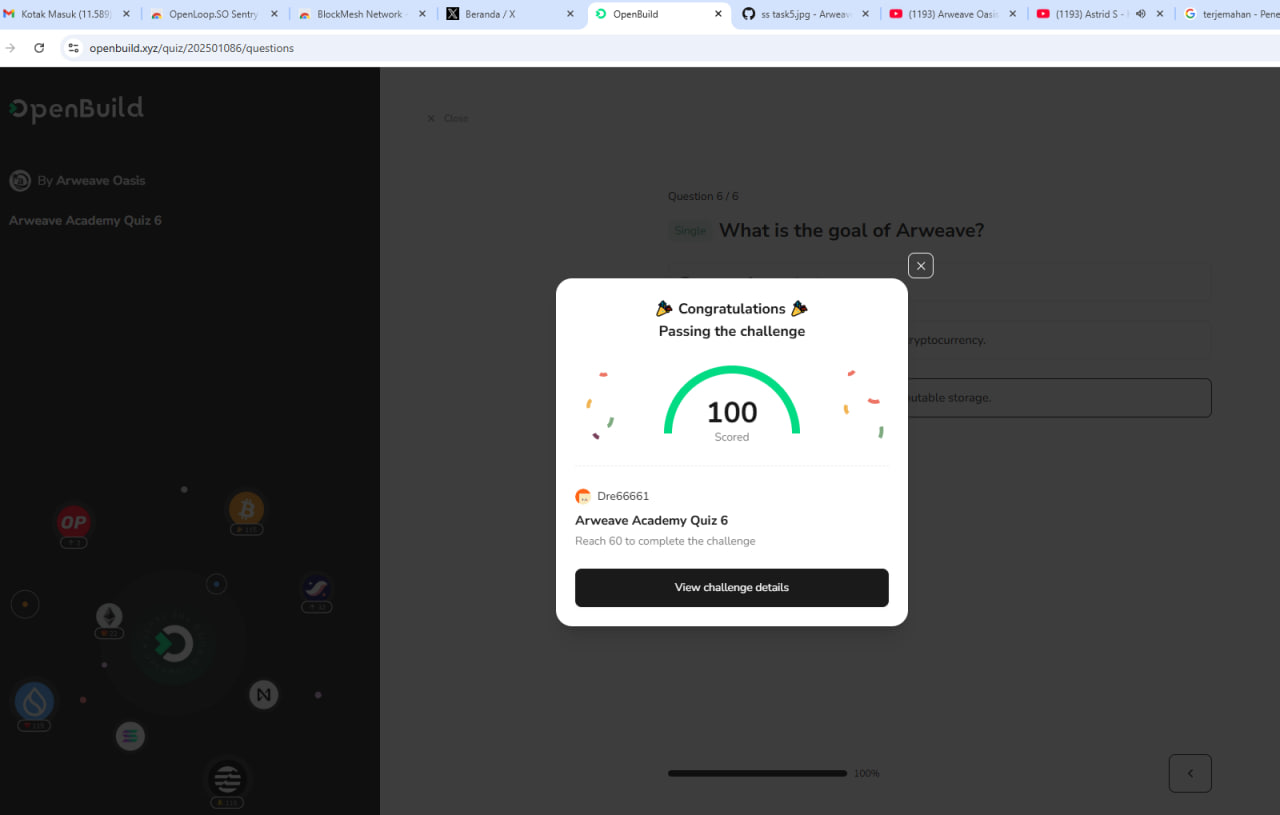 Kotak Masuk (11.589)
OpenLoop.SO Sentry
BlockMesh Network
Beranda / X
OpenBuild
ss task5.jpg - Arweav
(1193) Arweave Oasis
(1193) Astrid S -
terjemahan - Pene
openbuild.xyz/quiz/202501086/questions
OpenBuild
Close
By Arweave Oasis
Arweave Academy Quiz 6
Question 6 / 6
Single What is the goal of Arweave?
ryptocurrency.
utable storage.
Congratulations
Passing the challenge
100
Scored
Dre66661
Arweave Academy Quiz 6
Reach 60 to complete the challenge
View challenge details
OP
100%